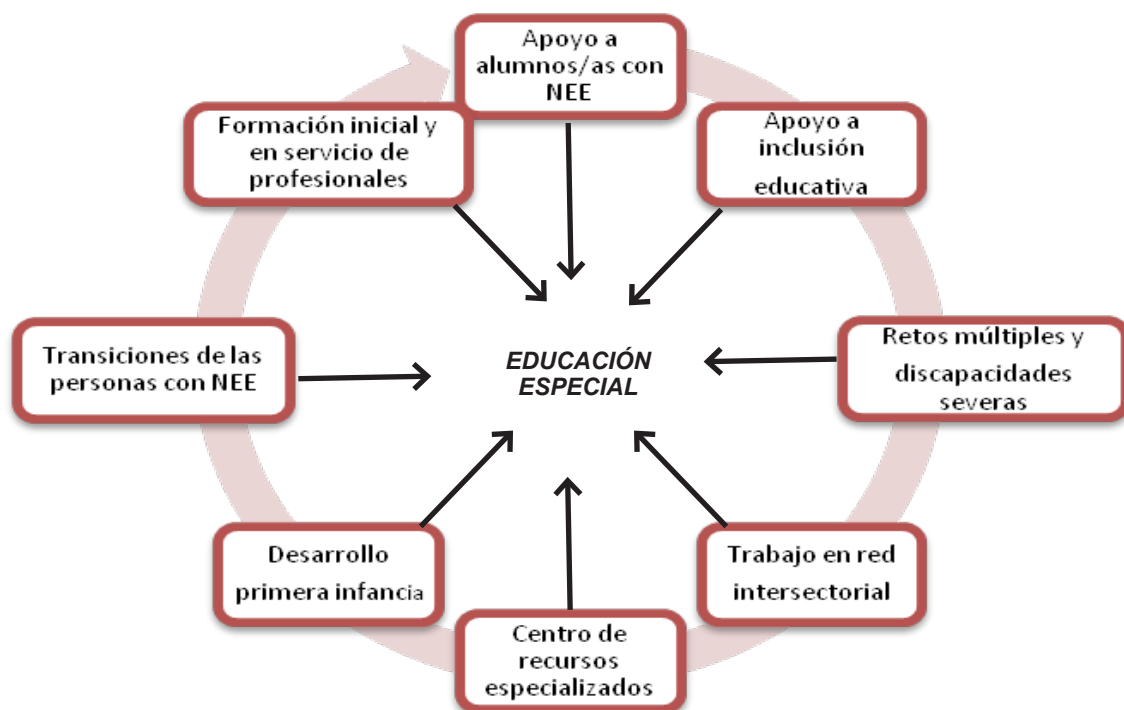 Apoyo a
alumnos/as con
NEE
Apoyo a
inclusión
educativa
Retos múltiples y
discapacidades
severas
Trabajo en red
intersectorial
Centro de
recursos
especializados
Desarrollo
primera infancia
Transiciones de las
personas con NEE
Formación inicial y
en servicio de
profesionales
EDUCACIÓN
ESPECIAL